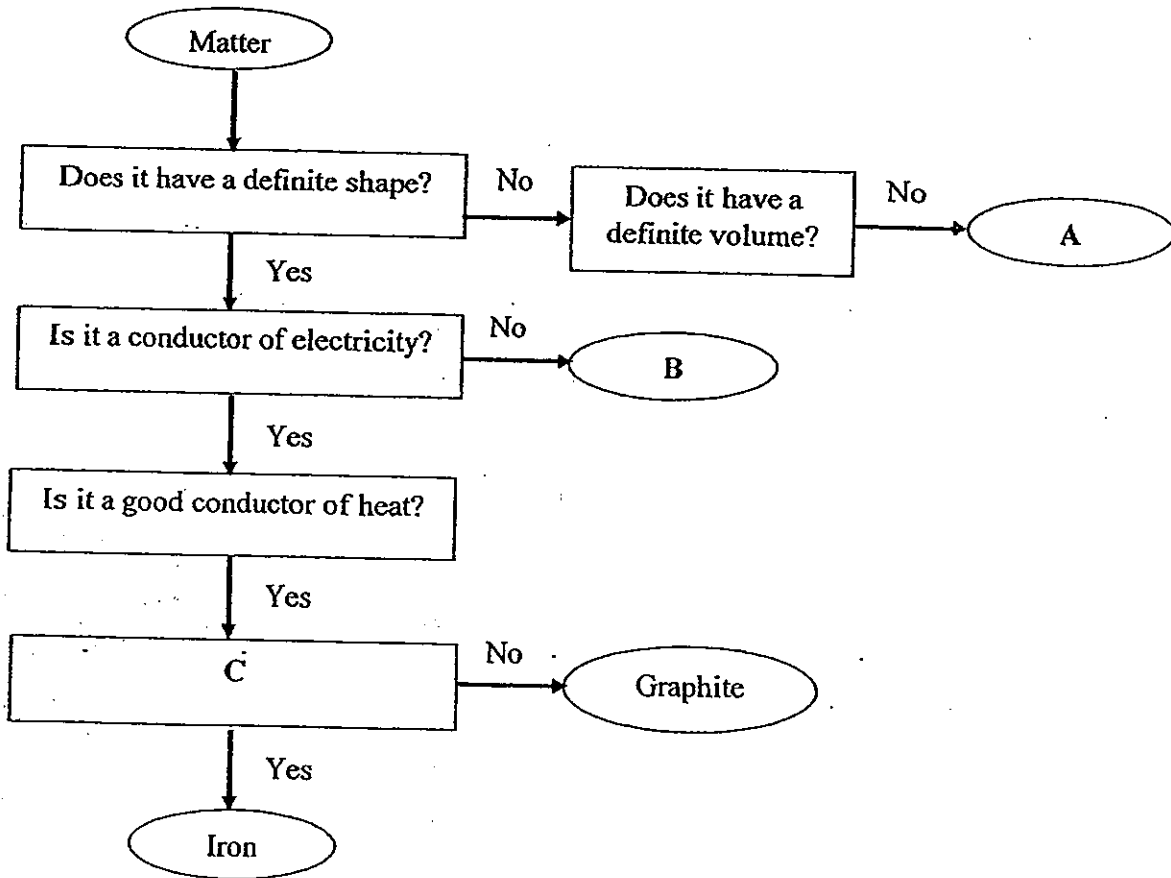 Matter
Does it have a definite shape?
No
Does it have a
definite volume?
No
A
Yes
Is it a conductor of electricity?
No
B
Yes
Is it a good conductor of heat?
Yes
C
No
Graphite
Yes
Iron